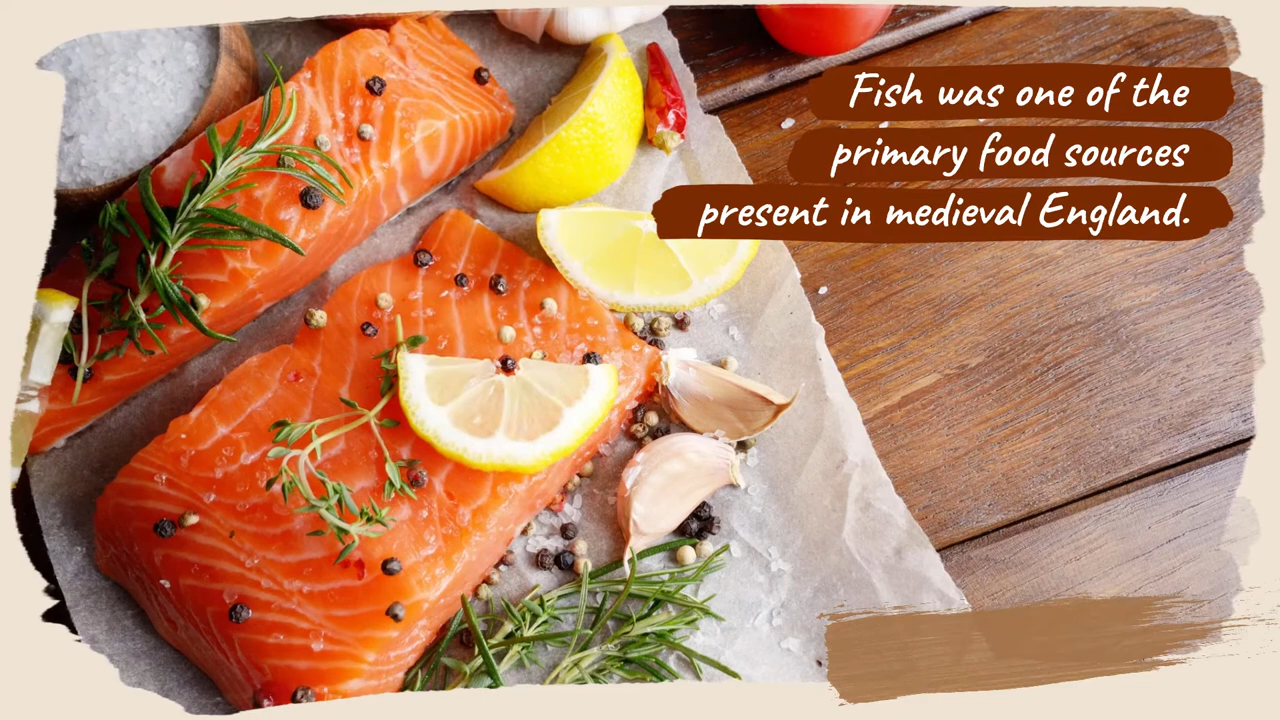 Fish was one of the
primary food sources
present in medieval England.